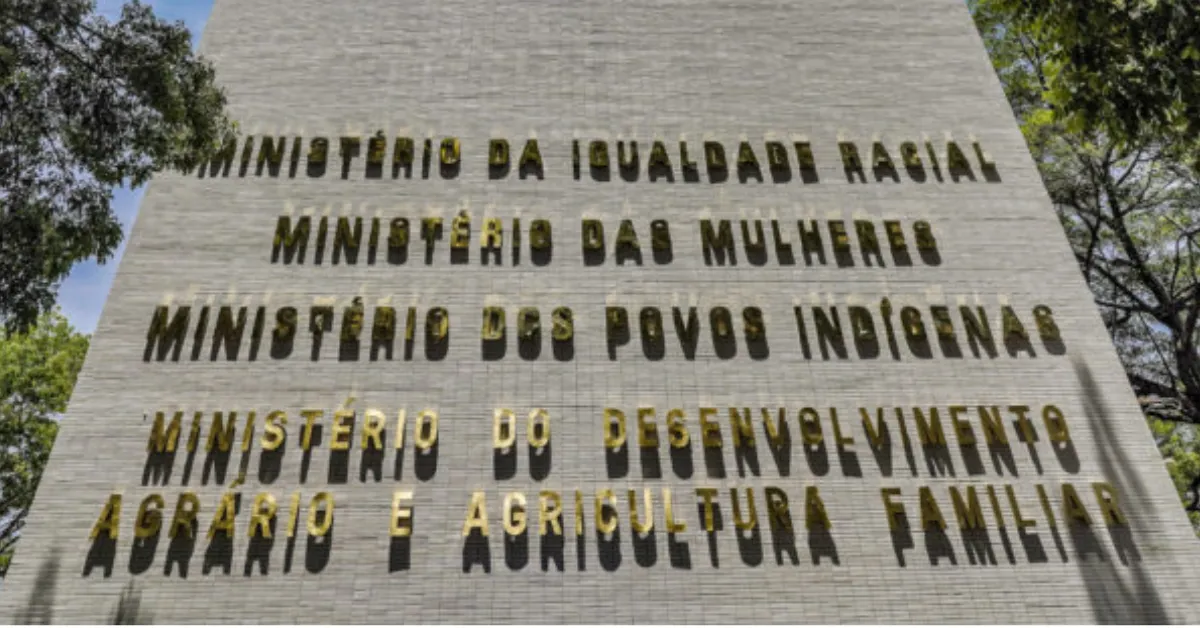 MINISTÉRIO DA IGUALDADE RACIAL
MINISTÉRIO DAS MULHERES
MINISTÉRIO DOS POVOS INDÍGENAS
MINISTÉRIO DO DESENVOLVIMENTO
AGRÁRIO E AGRICULTURA FAMILIAR